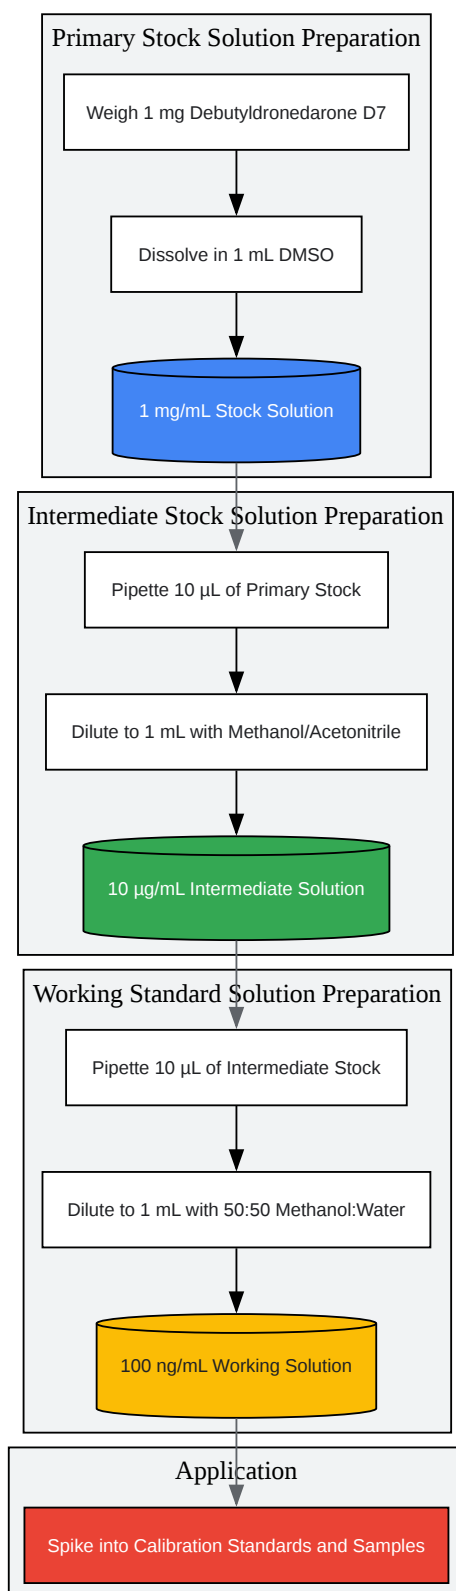 Primary Stock Solution Preparation
Weigh 1 mg Debutyldronedarone D7
Dissolve in 1 mL DMSO
1 mg/mL Stock Solution
Intermediate Stock Solution Preparation
Pipette 10 µL of Primary Stock
Dilute to 1 mL with Methanol/Acetonitrile
10 µg/mL Intermediate Solution
Working Standard Solution Preparation
Pipette 10 µL of Intermediate Stock
Dilute to 1 mL with 50:50 Methanol:Water
100 ng/mL Working Solution
Application
Spike into Calibration Standards and Samples